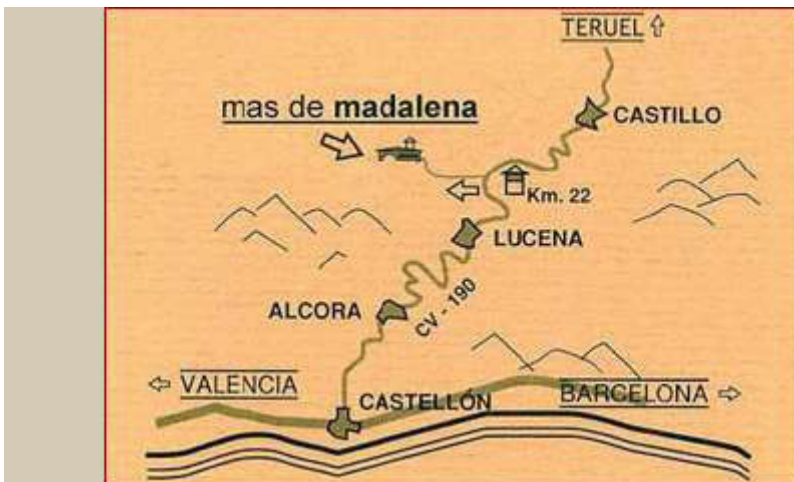 TERUEL
mas de madalena
CASTILLO
Km. 22
LUCENA
ALCORA
CV - 190
VALENCIA
CASTELLÓN
BARCELONA